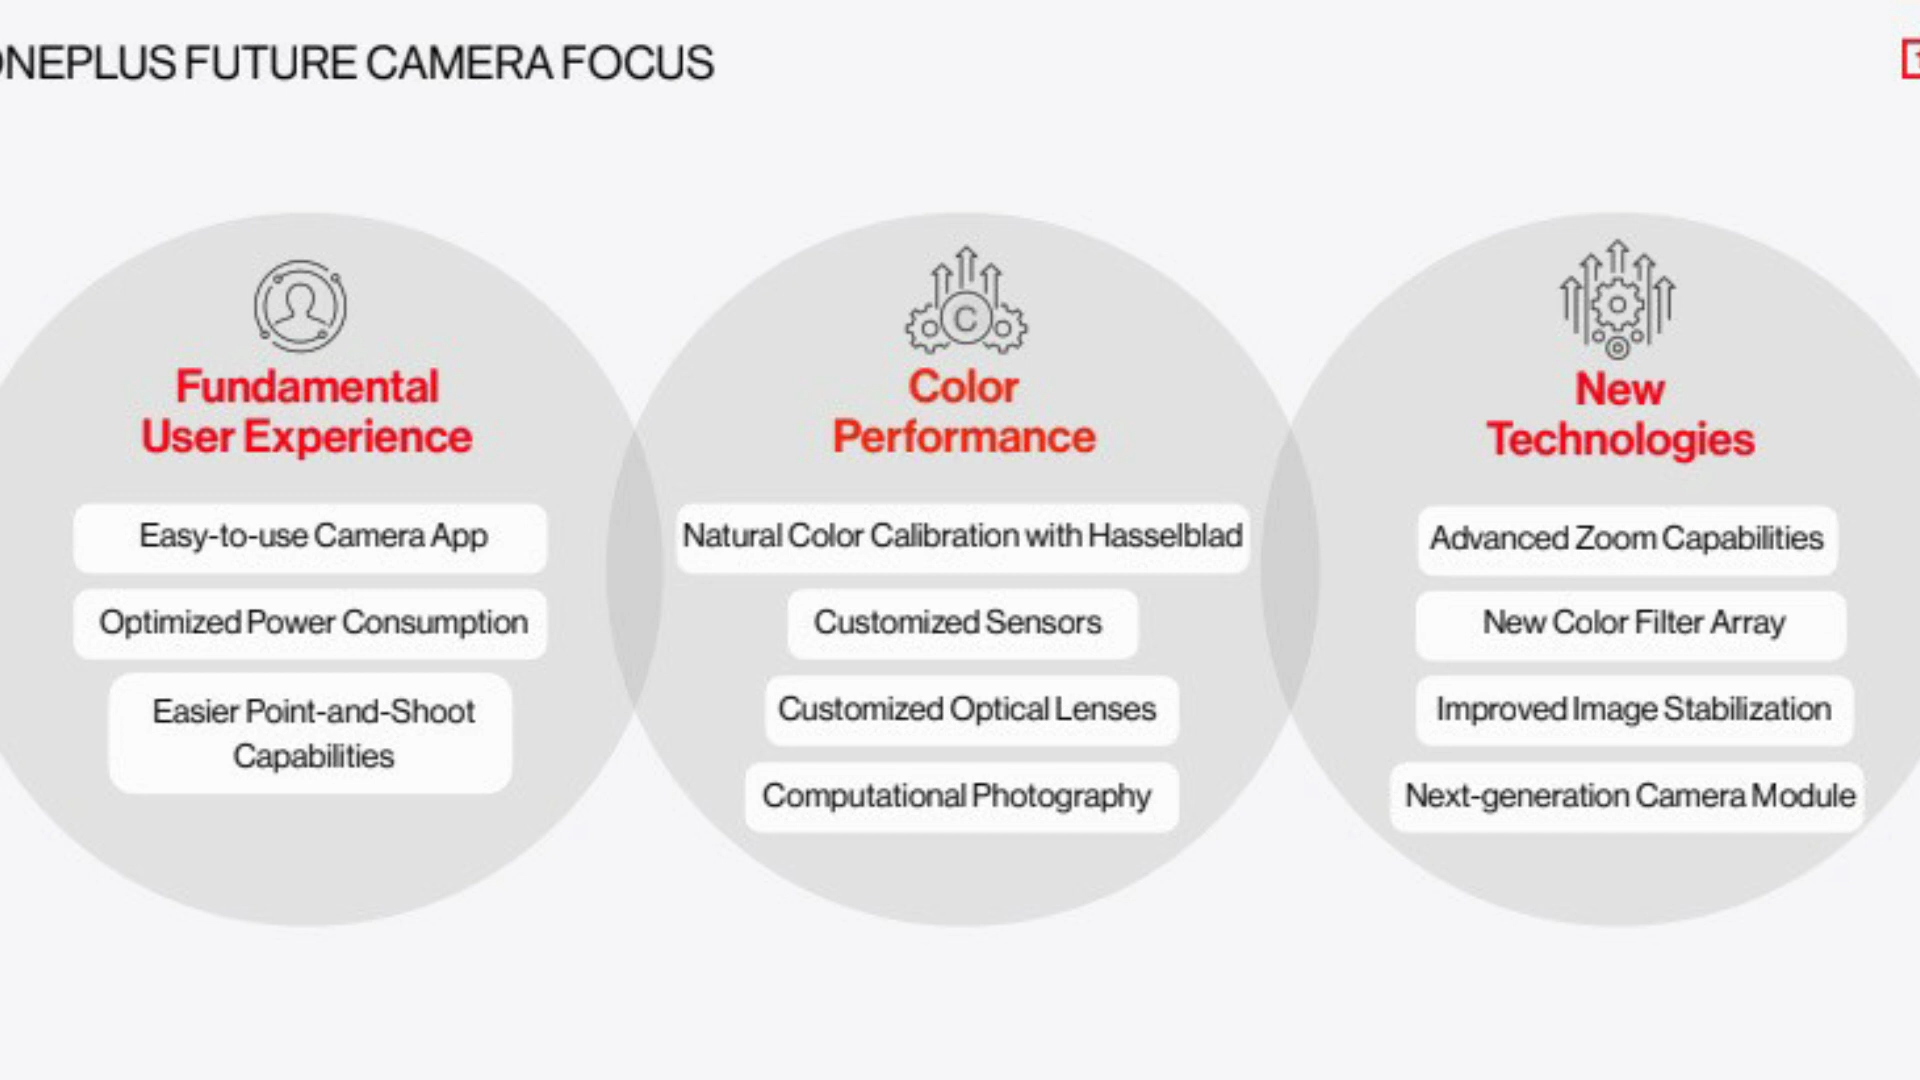 ONEPLUS FUTURE CAMERA FOCUS
Fundamental
User Experience
Easy-to-use Camera App
Optimized Power Consumption
Easier Point-and-Shoot
Capabilities
C
Color
Performance
Natural Color Calibration with Hasselblad
Customized Sensors
Customized Optical Lenses
Computational Photography
New
Technologies
Advanced Zoom Capabilities
New Color Filter Array
Improved Image Stabilization
Next-generation Camera Module